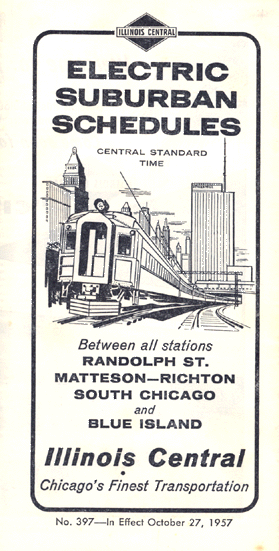 ILLINOIS CENTRAL
ELECTRIC
SUBURBAN
SCHEDULES
CENTRAL STANDARD
TIME
Between all stations
RANDOLPH ST.
MATTESON—RICHTON
SOUTH CHICAGO
and
BLUE ISLAND
Illinois Central
Chicago's Finest Transportation
No. 397—In Effect October 27, 1957